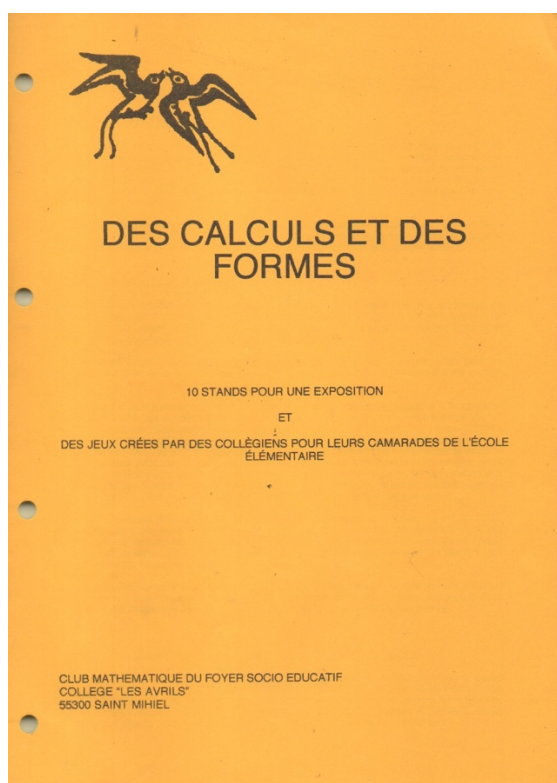 DES CALCULS ET DES
FORMES
10 STANDS POUR UNE EXPOSITION
ET
DES JEUX CRÉES PAR DES COLLÈGIENS POUR LEURS CAMARADES DE L'ÉCOLE
ÉLÉMENTAIRE
CLUB MATHEMATIQUE DU FOYER SOCIO EDUCATIF
COLLEGE "LES AVRILS"
55300 SAINT MIHIEL